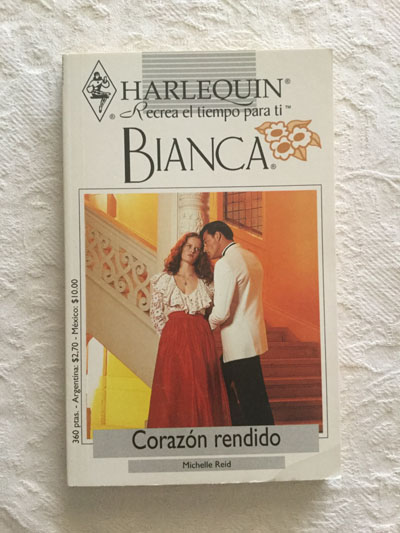 HARLEQUIN®
®
Recrea el tiempo para ti™
BIANCA®
360 ptas. - Argentina: $2,70 - México: $10.00
Corazón rendido
Michelle Reid